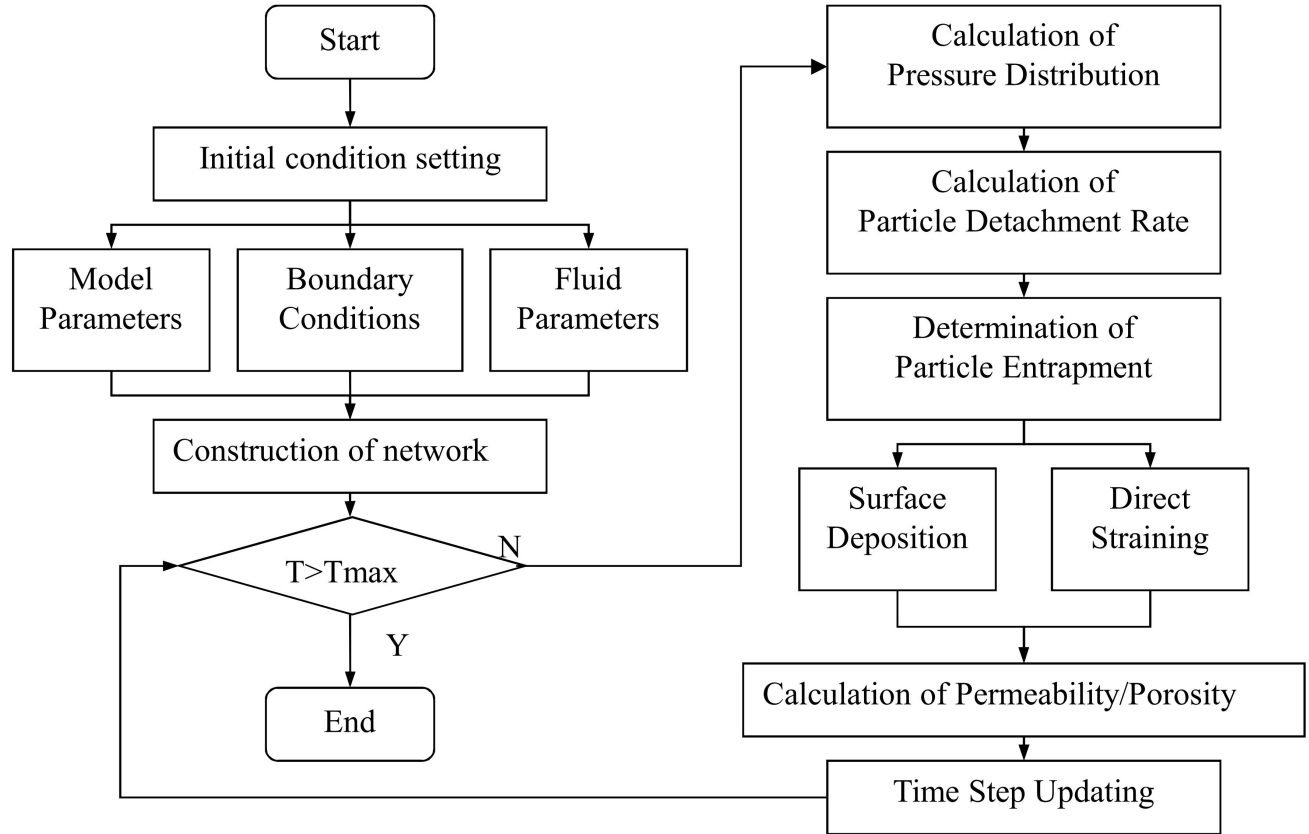 Start
Initial condition setting
Model
Parameters
Boundary
Conditions
Fluid
Parameters
Construction of network
T>Tmax
N
Y
End
Calculation of
Pressure Distribution
Calculation of
Particle Detachment Rate
Determination of
Particle Entrapment
Surface
Deposition
Direct
Straining
Calculation of Permeability/Porosity
Time Step Updating